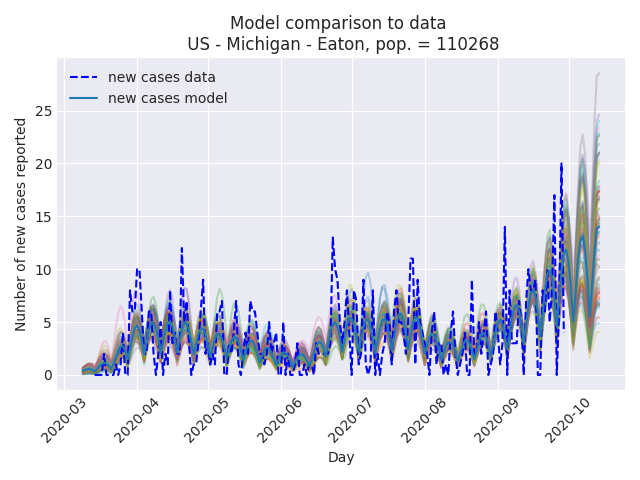 Model comparison to data
US - Michigan - Eaton, pop. = 110268
new cases data
new cases model
Number of new cases reported
25
20
15
10
5
0
2020-03
2020-04
2020-05
2020-06
2020-07
2020-08
2020-09
2020-10
Day